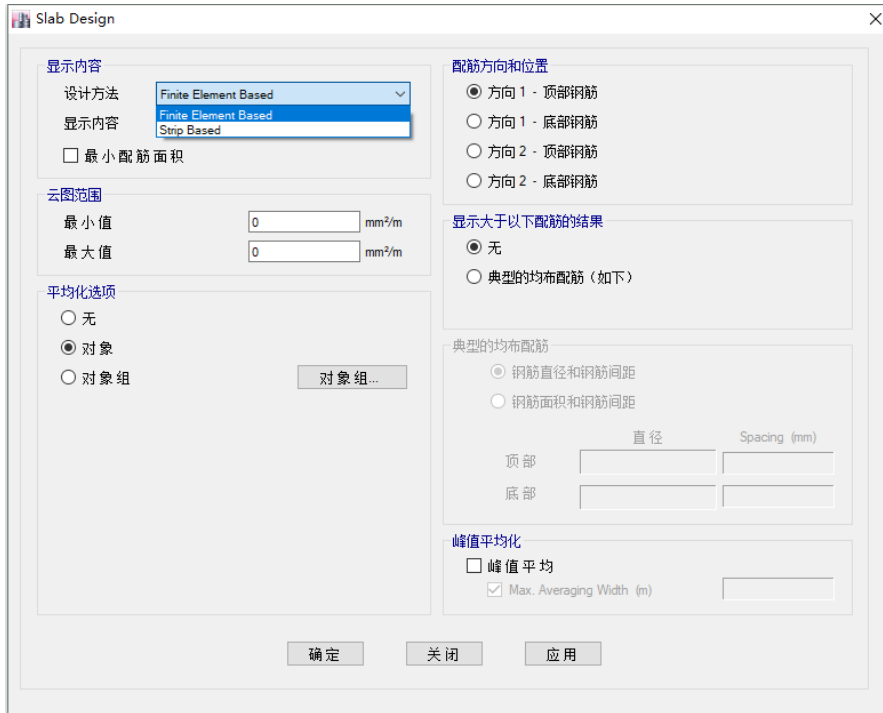 Slab Design
显示内容
设计方法
Finite Element Based
Finite Element Based
Strip Based
显示内容
最小配筋面积
云图范围
最小值 0 mm²/m
最大值 0 mm²/m
平均化选项
无
对象
对象组 对象组...
配筋方向和位置
方向1 - 顶部钢筋
方向1 - 底部钢筋
方向2 - 顶部钢筋
方向2 - 底部钢筋
显示大于以下配筋的结果
无
典型的均布配筋（如下）
典型的均布配筋
钢筋直径和钢筋间距
钢筋面积和钢筋间距
直径 Spacing (mm)
顶部
底部
峰值平均化
峰值平均
Max. Averaging Width (m)
确定 关闭 应用